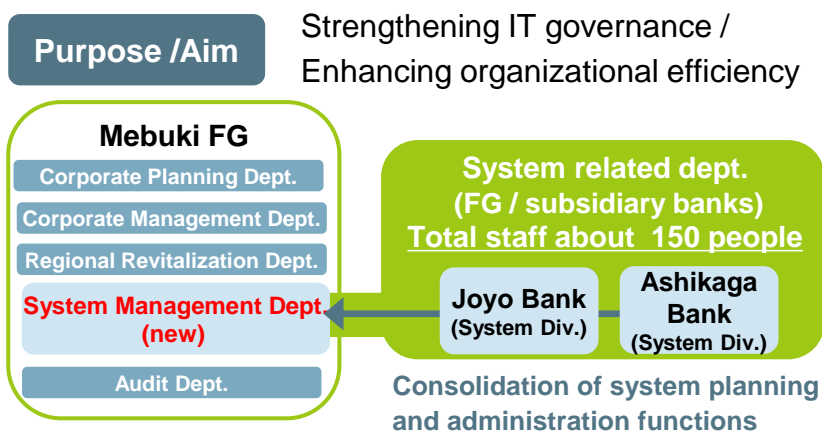 Purpose /Aim
Strengthening IT governance /
Enhancing organizational efficiency
Mebuki FG
Corporate Planning Dept.
Corporate Management Dept.
Regional Revitalization Dept.
System Management Dept.
(new)
Audit Dept.
System related dept.
(FG / subsidiary banks)
Total staff about 150 people
Joyo Bank
(System Div.)
Ashikaga
Bank
(System Div.)
Consolidation of system planning
and administration functions